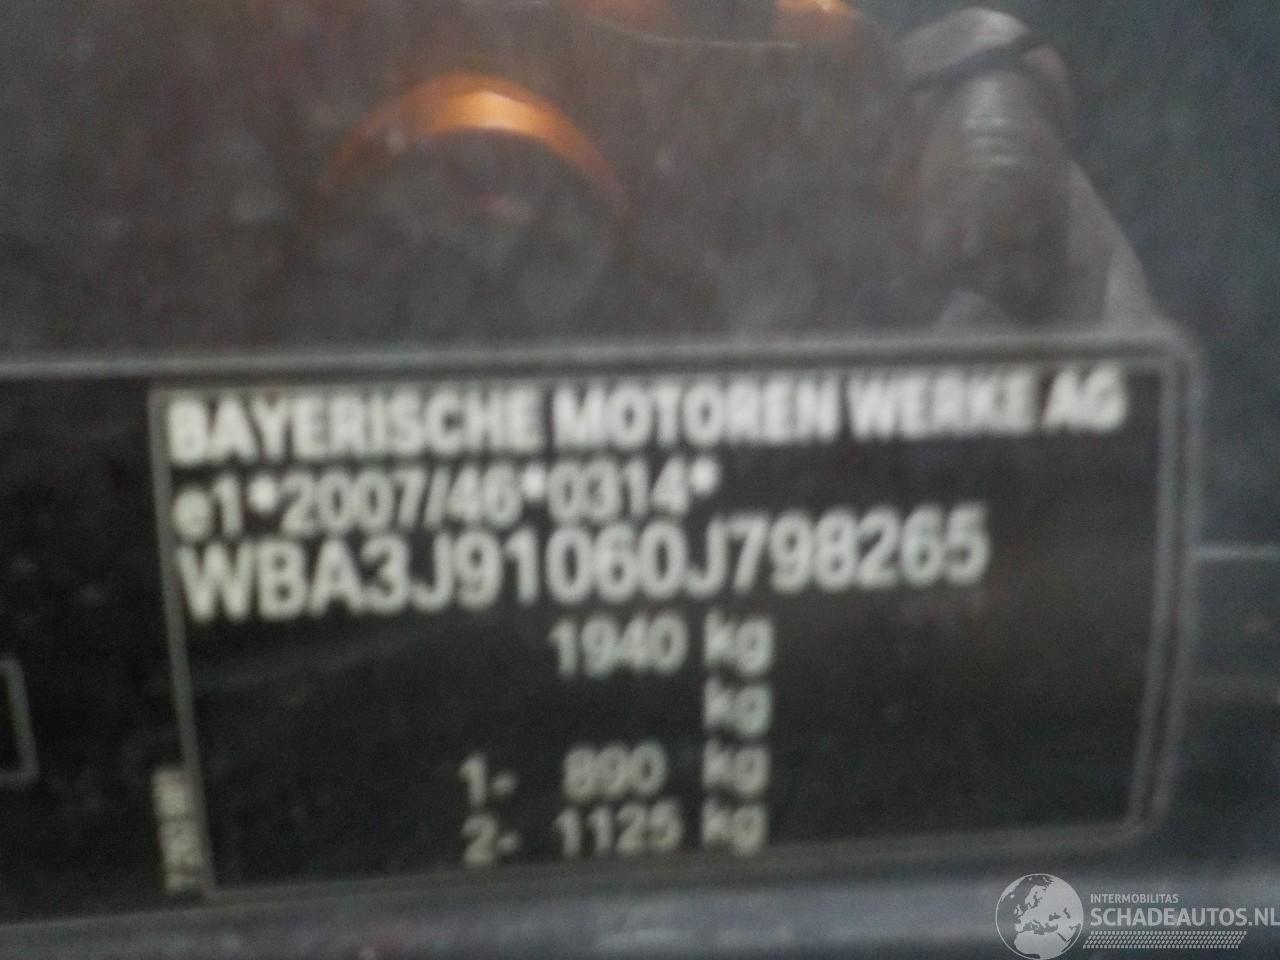 BAYERISCHE MOTOREN WERKE AG
e1*2007/46*0314*
WBA3J91060J798265
1940 kg
kg
1- 890 kg
2- 1125 kg
INTERMOBILITAS
SCHADEAUTOS.NL